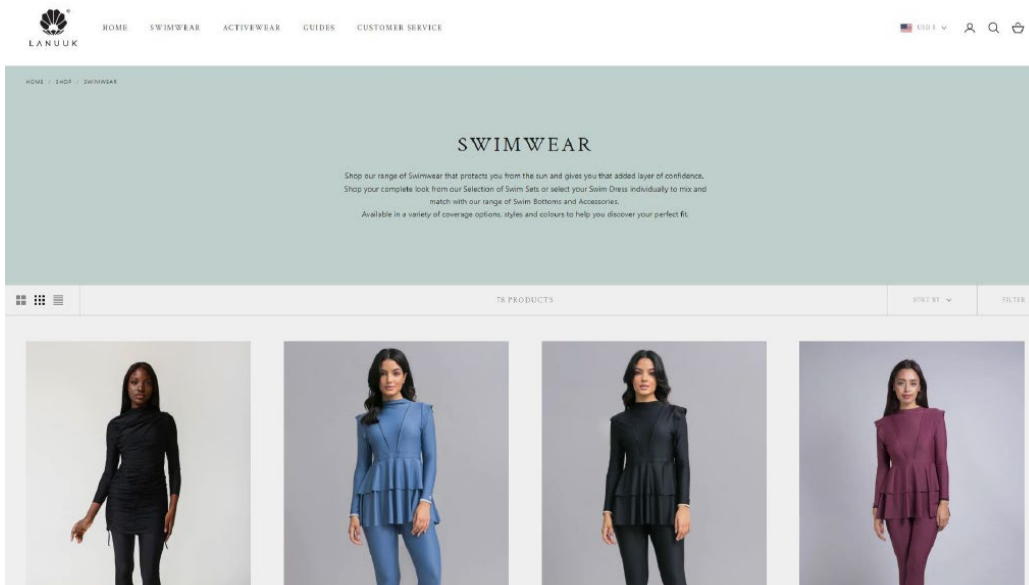 LANUUK
HOME SWIMWEAR ACTIVEWEAR GUIDES CUSTOMER SERVICE
USD $
HOME / SHOP / SWIMWEAR
SWIMWEAR
Shop our range of Swimwear that protects you from the sun and gives you that added layer of confidence.
Shop your complete look from our Selection of Swim Sets or select your Swim Dress individually to mix and
match with our range of Swim Bottoms and Accessories.
Available in a variety of coverage options, styles and colours to help you discover your perfect fit.
78 PRODUCTS
SORT BY
FILTER